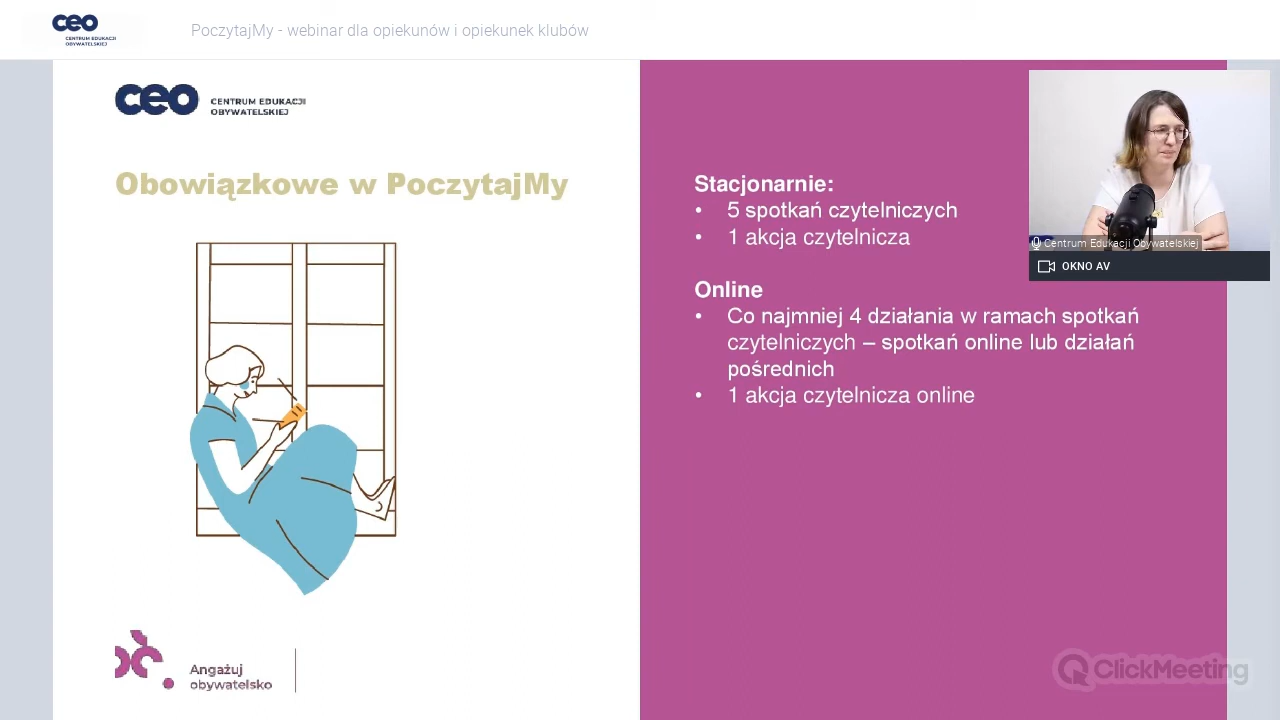 ceo
CENTRUM EDUKACJI
OBYWATELSKIEJ
PoczytajMy - webinar dla opiekunów i opiekunek klubów
ceo
CENTRUM EDUKACJI
OBYWATELSKIEJ
Obowiązkowe w PoczytajMy
Stacjonarnie:
• 5 spotkań czytelniczych
• 1 akcja czytelnicza
Online
• Co najmniej 4 działania w ramach spotkań
czytelniczych – spotkań online lub działań
pośrednich
• 1 akcja czytelnicza online
Centrum Edukacji Obywatelskiej
OKNO AV
Angażuj
obywatelsko
ClickMeeting